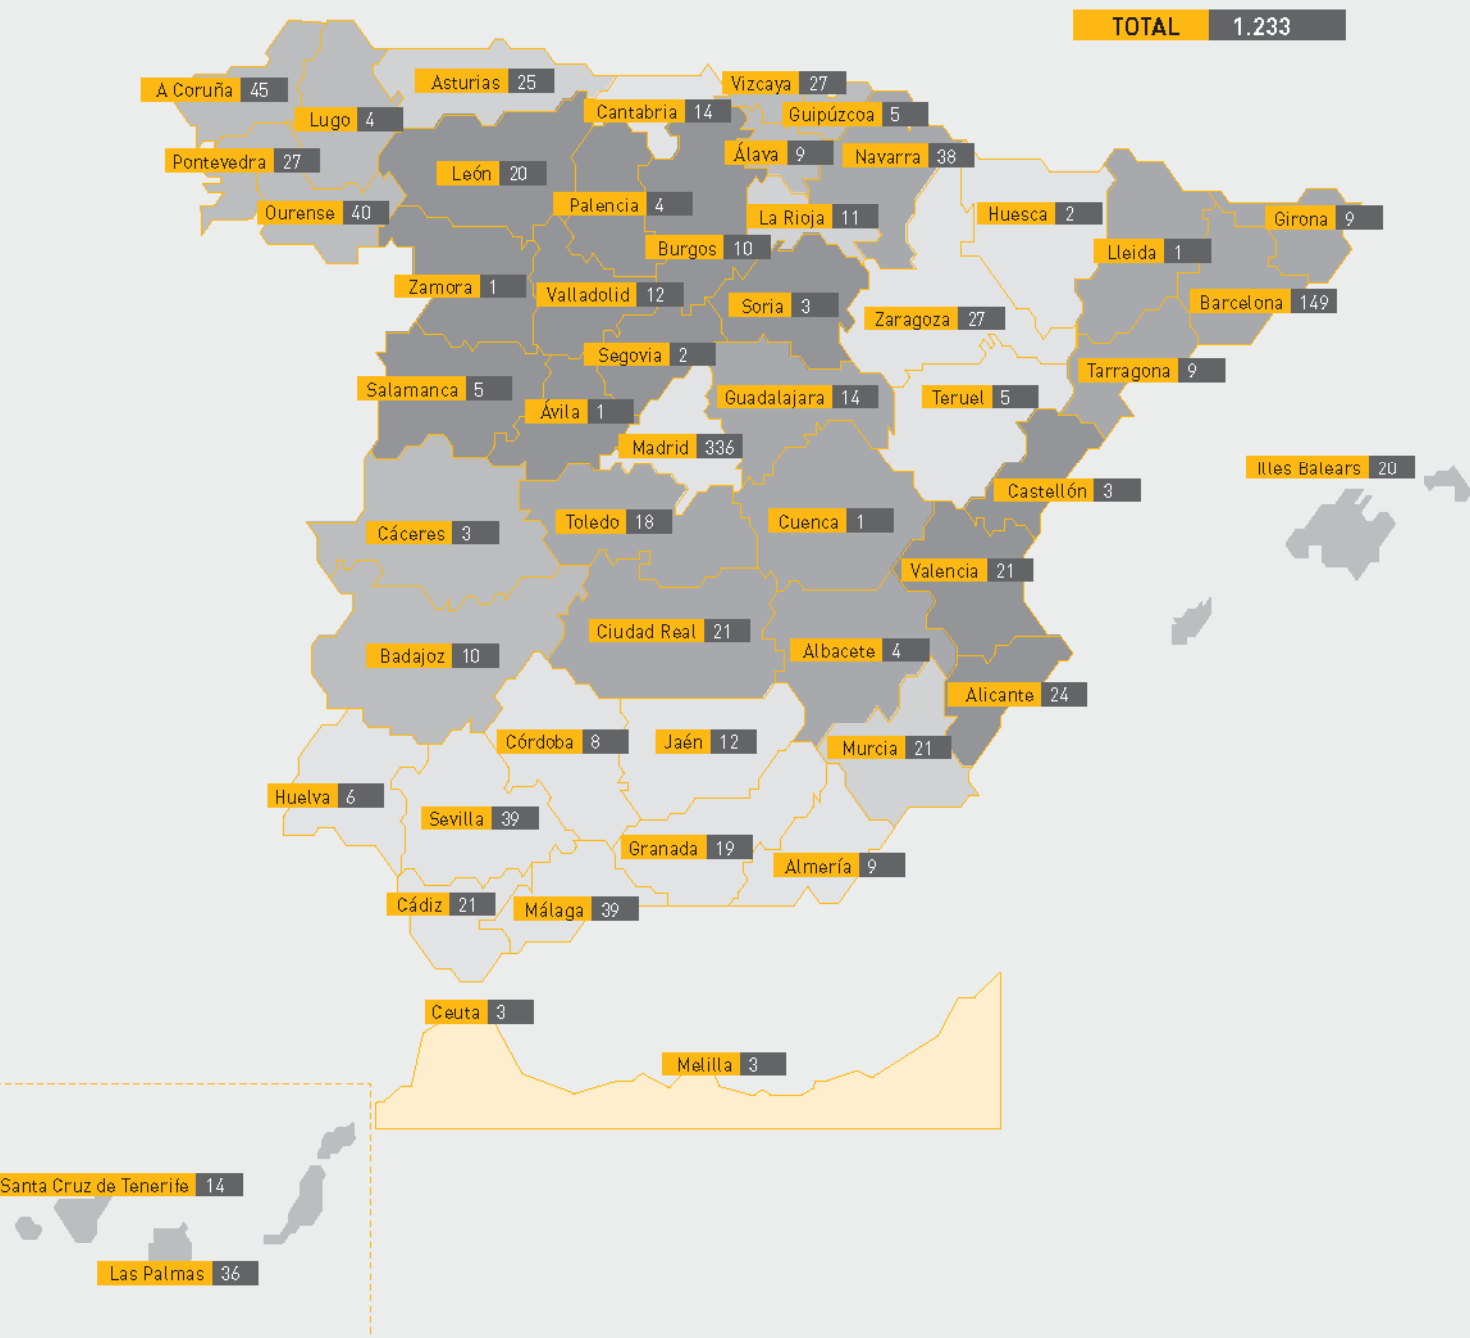 TOTAL 1.233
A Coruña 45
Asturias 25
Vizcaya 27
Cantabria 14
Guipúzcoa 5
Lugo 4
Pontevedra 27
Álava 9
Navarra 38
León 20
Palencia 4
Ourense 40
La Rioja 11
Huesca 2
Girona 9
Burgos 10
Lleida 1
Zamora 1
Valladolid 12
Soria 3
Barcelona 149
Zaragoza 27
Segovia 2
Tarragona 9
Salamanca 5
Guadalajara 14
Teruel 5
Ávila 1
Madrid 336
Illes Balears 20
Castellón 3
Toledo 18
Cuenca 1
Cáceres 3
Valencia 21
Ciudad Real 21
Albacete 4
Badajoz 10
Alicante 24
Córdoba 8
Jaén 12
Murcia 21
Huelva 6
Sevilla 39
Granada 19
Almería 9
Cádiz 21
Málaga 39
Ceuta 3
Melilla 3
Santa Cruz de Tenerife 14
Las Palmas 36